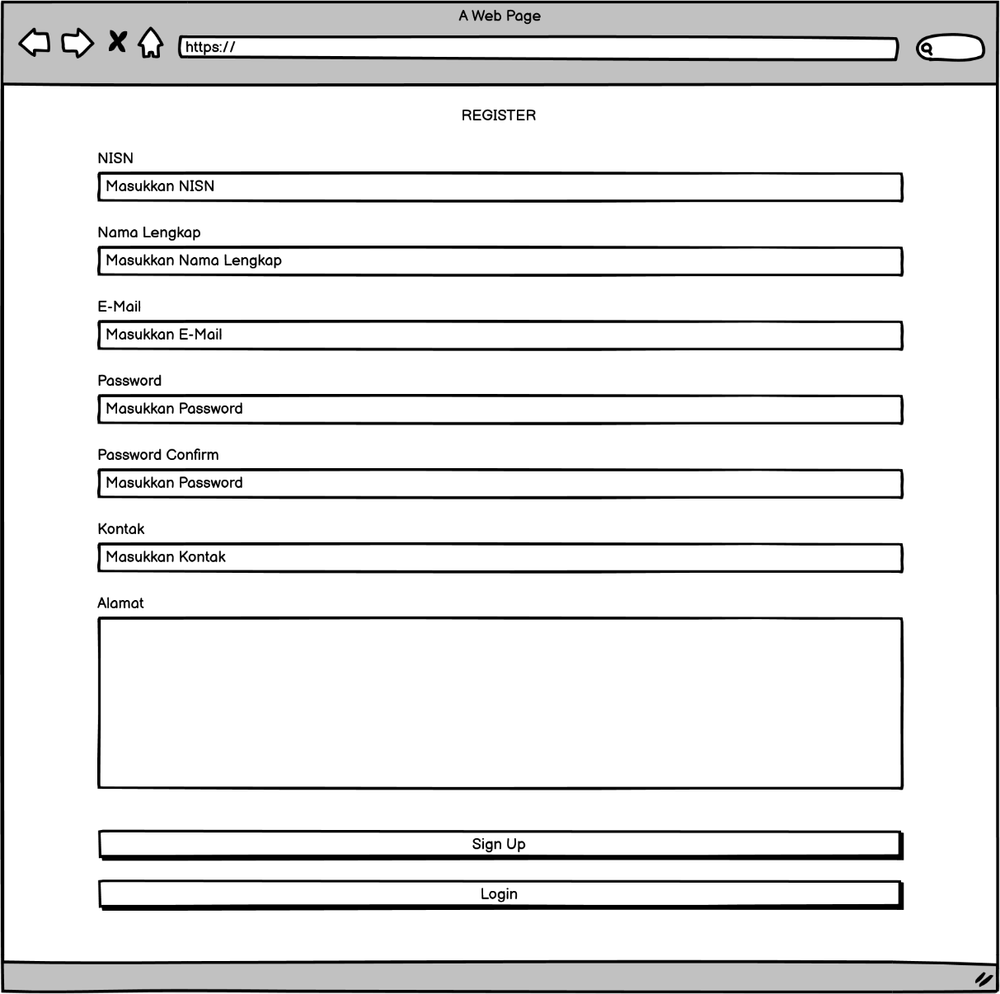 A Web Page
https://
REGISTER
NISN
Masukkan NISN
Nama Lengkap
Masukkan Nama Lengkap
E-Mail
Masukkan E-Mail
Password
Masukkan Password
Password Confirm
Masukkan Password
Kontak
Masukkan Kontak
Alamat
Sign Up
Login